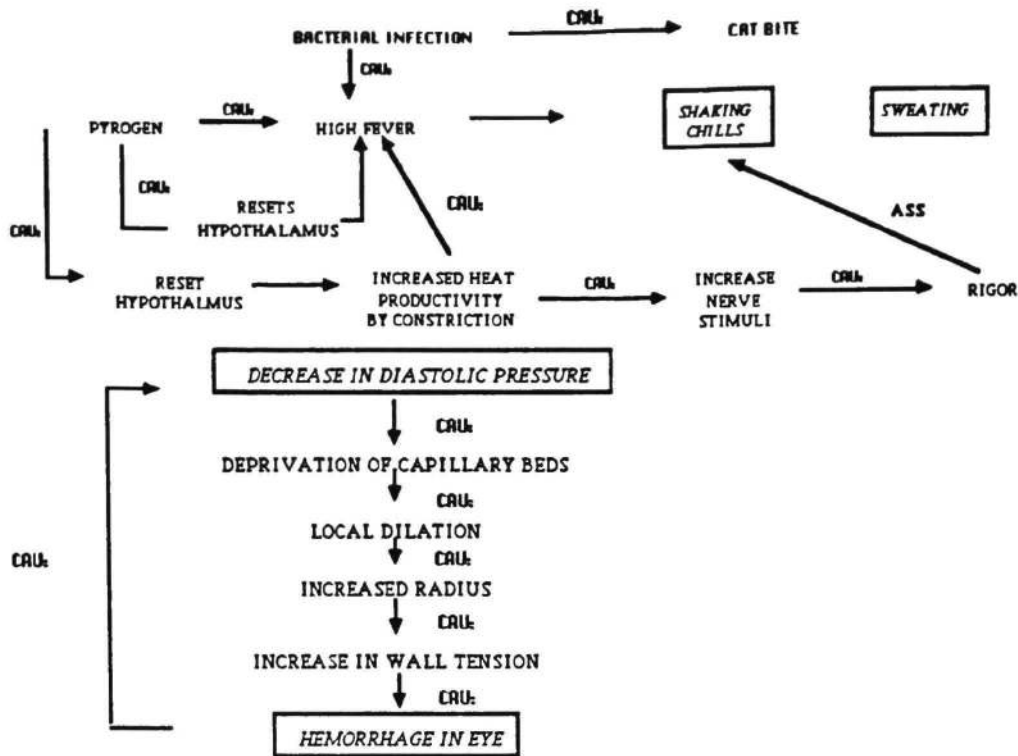 CAU:
BACTERIAL INFECTION
CAT BITE
CAU:
CAU:
PYROGEN
HIGH FEVER
SHAKING
CHILLS
SWEATING
CAU:
CAU:
RESETS
HYPOTHALAMUS
ASS
CAU:
RESET
HYPOTHALMUS
INCREASED HEAT
PRODUCTIVITY
BY CONSTRICTION
CAU:
INCREASE
NERVE
STIMULI
CAU:
RIGOR
DECREASE IN DIASTOLIC PRESSURE
CAU:
DEPRIVATION OF CAPILLARY BEDS
CAU:
LOCAL DILATION
CAU:
CAU:
INCREASED RADIUS
CAU:
INCREASE IN WALL TENSION
CAU:
HEMORRHAGE IN EYE